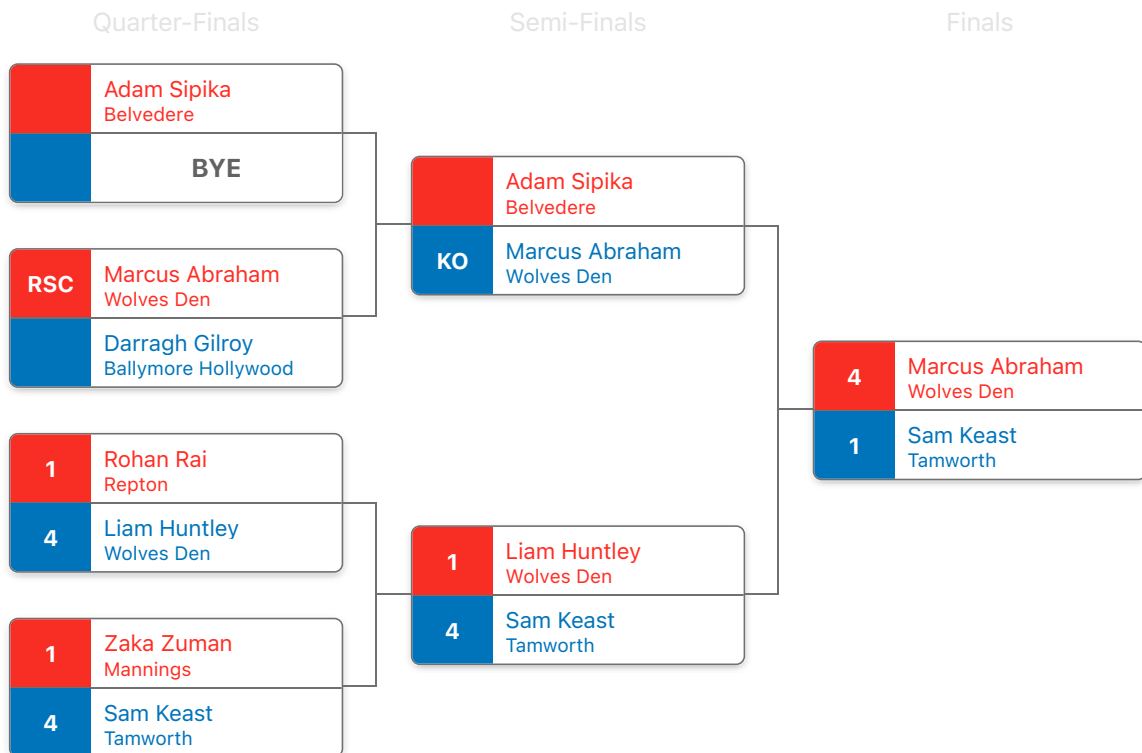 Quarter-Finals
Semi-Finals
Finals
Adam Sipika
Belvedere
BYE
RSC
Marcus Abraham
Wolves Den
Darragh Gilroy
Ballymore Hollywood
1
Rohan Rai
Repton
4
Liam Huntley
Wolves Den
1
Zaka Zuman
Mannings
4
Sam Keast
Tamworth
Adam Sipika
Belvedere
KO
Marcus Abraham
Wolves Den
1
Liam Huntley
Wolves Den
4
Sam Keast
Tamworth
4
Marcus Abraham
Wolves Den
1
Sam Keast
Tamworth